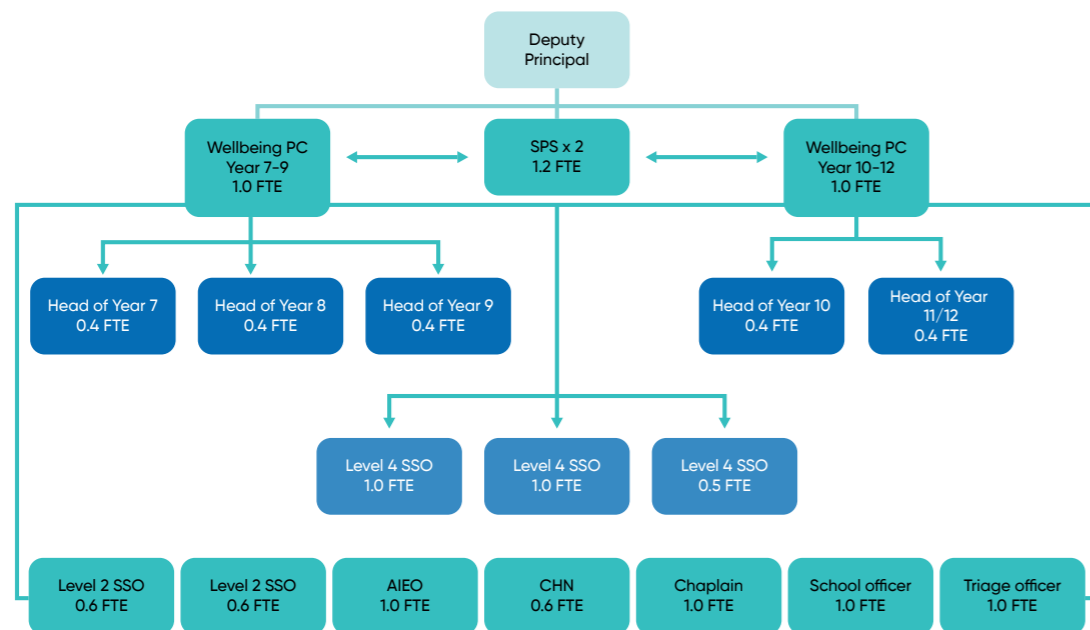 Deputy
Principal
Wellbeing PC
Year 7-9
1.0 FTE
SPS x 2
1.2 FTE
Wellbeing PC
Year 10-12
1.0 FTE
Head of Year 7
0.4 FTE
Head of Year 8
0.4 FTE
Head of Year 9
0.4 FTE
Head of Year 10
0.4 FTE
Head of Year
11/12
0.4 FTE
Level 4 SSO
1.0 FTE
Level 4 SSO
1.0 FTE
Level 4 SSO
0.5 FTE
Level 2 SSO
0.6 FTE
Level 2 SSO
0.6 FTE
AIEO
1.0 FTE
CHN
0.6 FTE
Chaplain
1.0 FTE
School officer
1.0 FTE
Triage officer
1.0 FTE